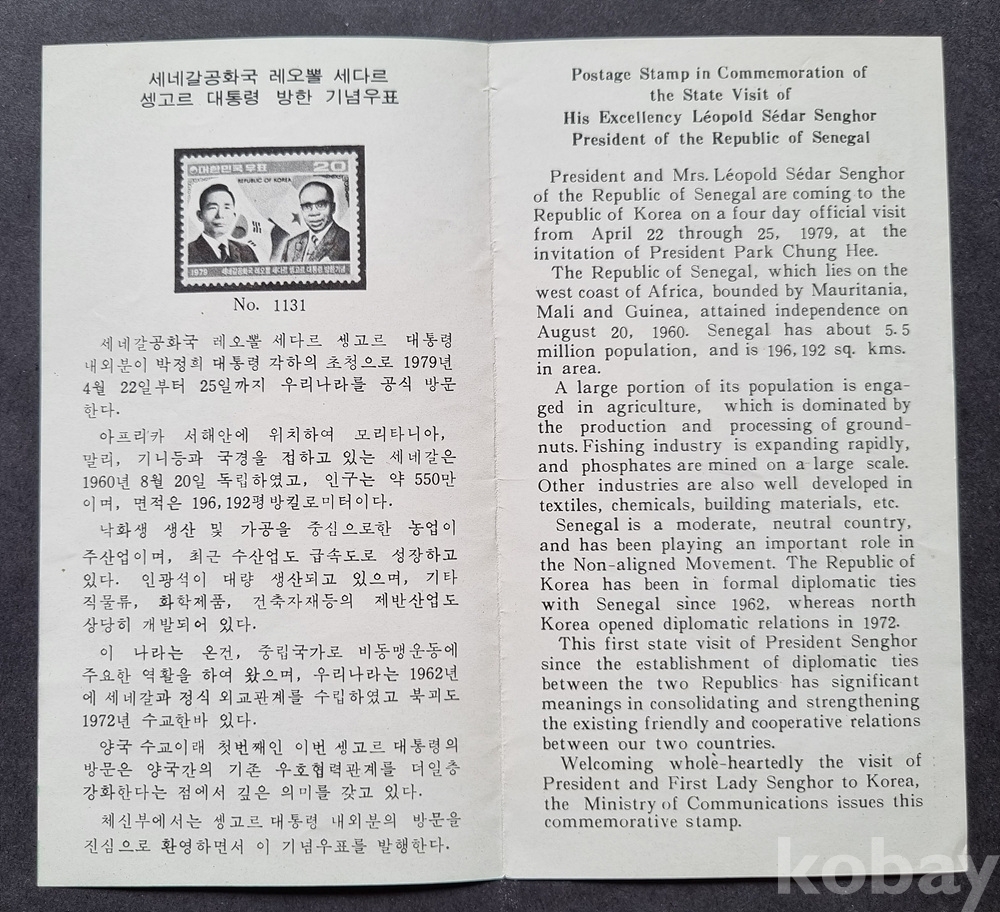 세네갈공화국 레오뽈 세다르
셍고르 대통령 방한 기념우표
대한민국우표 20
REPUBLIC OF KOREA
1979 세네갈공화국 레오뽈 세다르 셍고르 대통령 방한기념
No. 1131
세네갈공화국 레오뽈 세다르 셍고르 대통령
내외분이 박정희 대통령 각하의 초청으로 1979년
4월 22일부터 25일까지 우리나라를 공식 방문
한다.
아프리카 서해안에 위치하여 모리타니아,
말리, 기니등과 국경을 접하고 있는 세네갈은
1960년 8월 20일 독립하였고, 인구는 약 550만
이며, 면적은 196,192평방킬로미터이다.
낙화생 생산 및 가공을 중심으로한 농업이
주산업이며, 최근 수산업도 급속도로 성장하고
있다. 인광석이 대량 생산되고 있으며, 기타
직물류, 화학제품, 건축자재등의 제반산업도
상당히 개발되어 있다.
이 나라는 온건, 중립국가로 비동맹운동에
주요한 역활을 하여 왔으며, 우리나라는 1962년
에 세네갈과 정식 외교관계를 수립하였고 북괴도
1972년 수교한바 있다.
양국 수교이래 첫번째인 이번 셍고르 대통령의
방문은 양국간의 기존 우호협력관계를 더일층
강화한다는 점에서 깊은 의미를 갖고 있다.
체신부에서는 셍고르 대통령 내외분의 방문을
진심으로 환영하면서 이 기념우표를 발행한다.
Postage Stamp in Commemoration of
the State Visit of
His Excellency Léopold Sédar Senghor
President of the Republic of Senegal
President and Mrs. Léopold Sédar Senghor
of the Republic of Senegal are coming to the
Republic of Korea on a four day official visit
from April 22 through 25, 1979, at the
invitation of President Park Chung Hee.
The Republic of Senegal, which lies on the
west coast of Africa, bounded by Mauritania,
Mali and Guinea, attained independence on
August 20, 1960. Senegal has about 5.5
million population, and is 196,192 sq. kms.
in area.
A large portion of its population is enga-
ged in agriculture, which is dominated by
the production and processing of ground-
nuts. Fishing industry is expanding rapidly,
and phosphates are mined on a large scale.
Other industries are also well developed in
textiles, chemicals, building materials, etc.
Senegal is a moderate, neutral country,
and has been playing an important role in
the Non-aligned Movement. The Republic of
Korea has been in formal diplomatic ties
with Senegal since 1962, whereas north
Korea opened diplomatic relations in 1972.
This first state visit of President Senghor
since the establishment of diplomatic ties
between the two Republics has significant
meanings in consolidating and strengthening
the existing friendly and cooperative relations
between our two countries.
Welcoming whole-heartedly the visit of
President and First Lady Senghor to Korea,
the Ministry of Communications issues this
commemorative stamp.
kobay